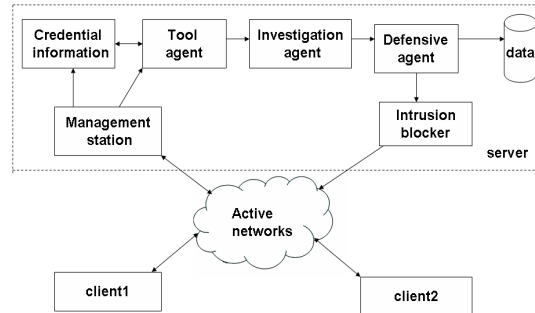 Credential
information
Tool
agent
Investigation
agent
Defensive
agent
data
Management
station
Intrusion
blocker
server
Active
networks
client1
client2